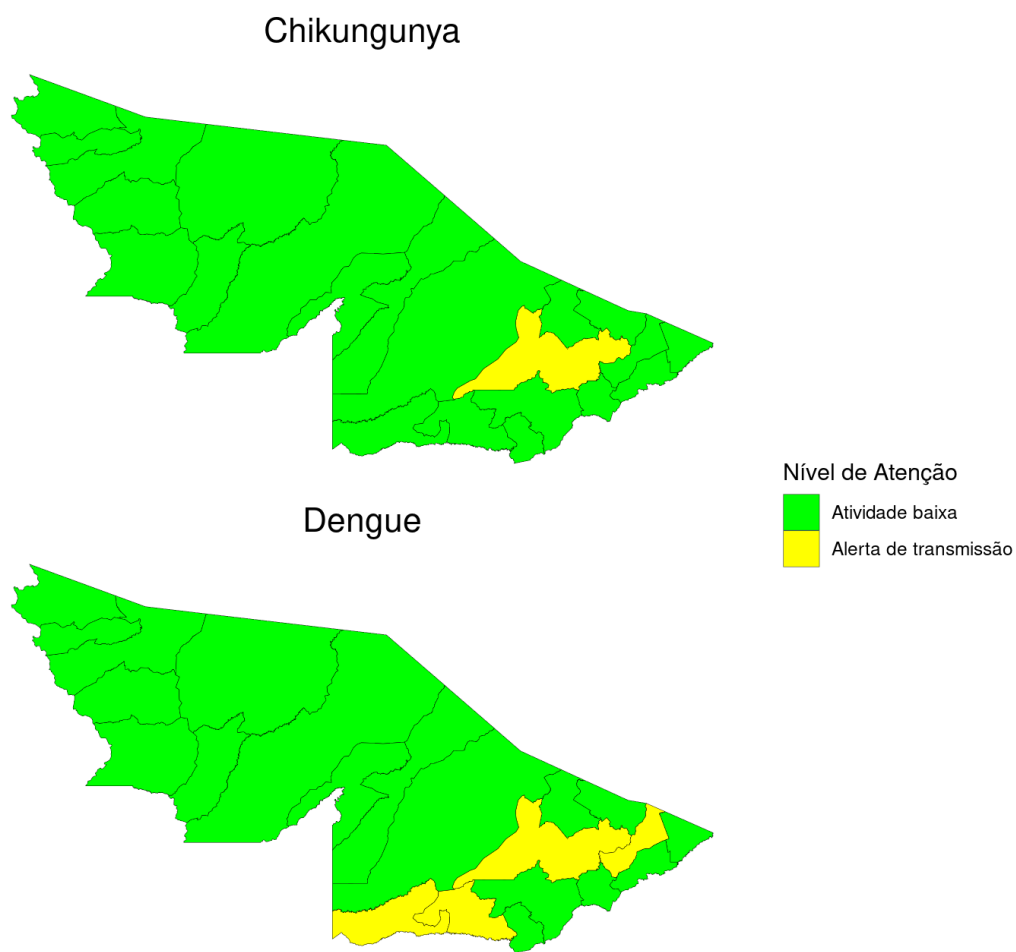 Chikungunya
Nível de Atenção
Atividade baixa
Alerta de transmissão
Dengue